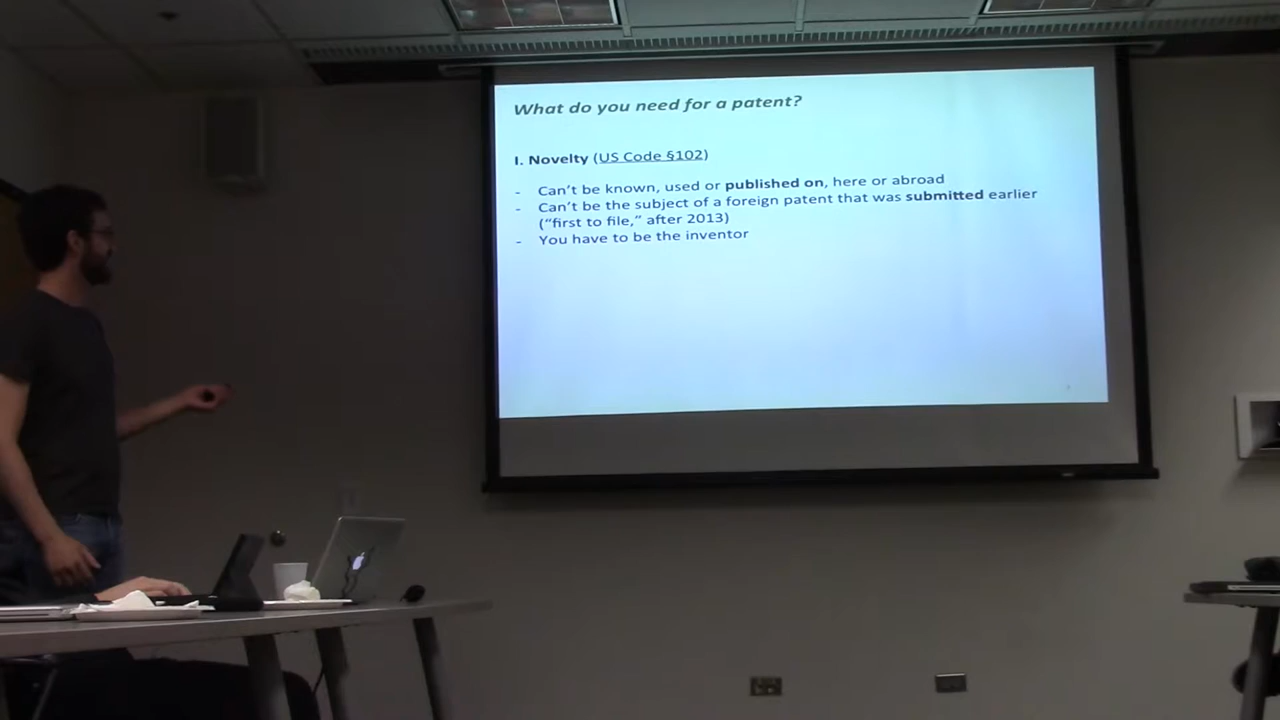 What do you need for a patent?
I. Novelty (US Code §102)
- Can't be known, used or published on, here or abroad
- Can't be the subject of a foreign patent that was submitted earlier
("first to file," after 2013)
- You have to be the inventor